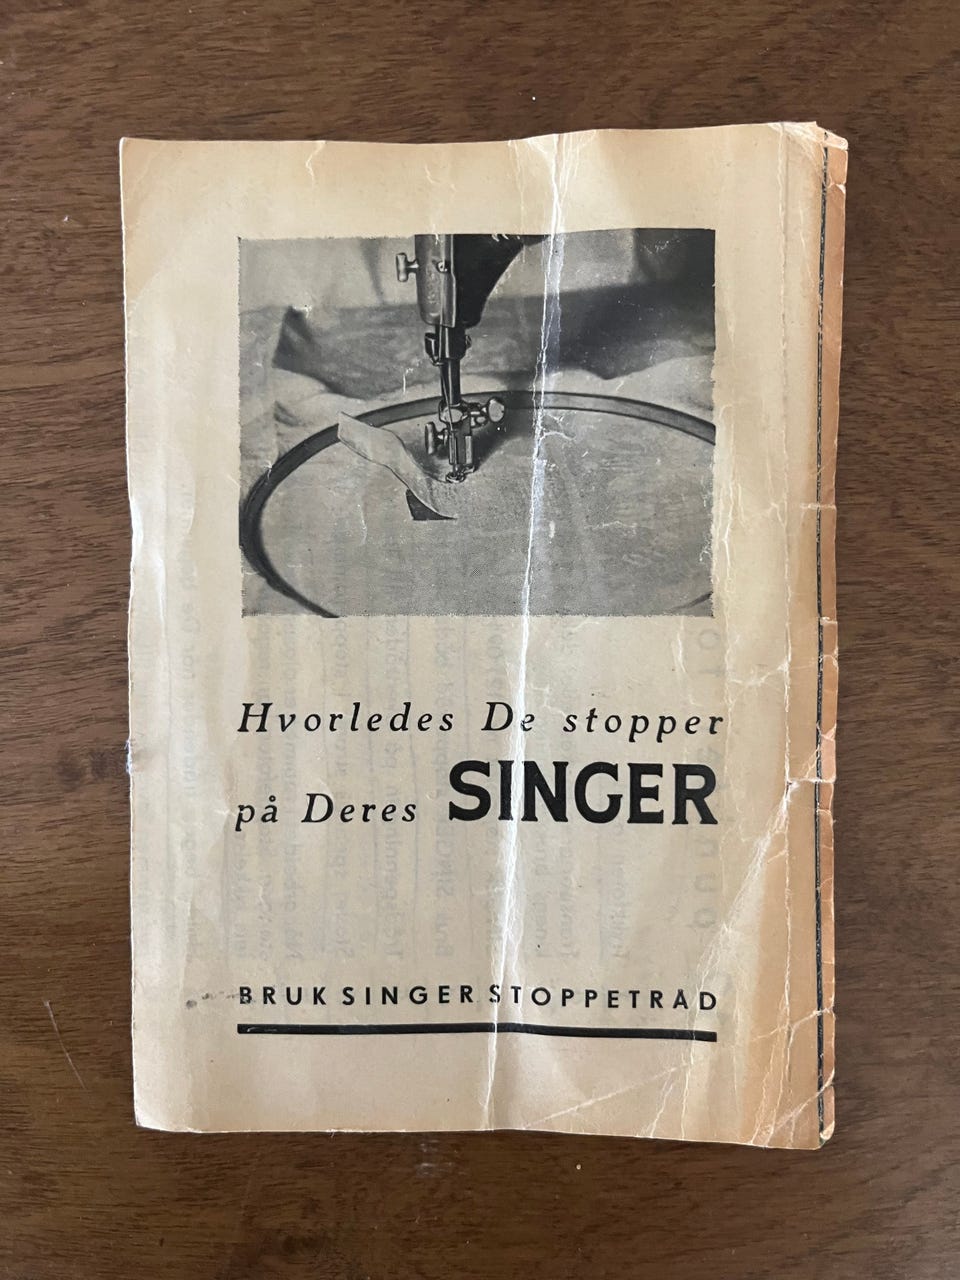 Hvorledes De stopper
på Deres SINGER
BRUK SINGER STOPPETRÅD